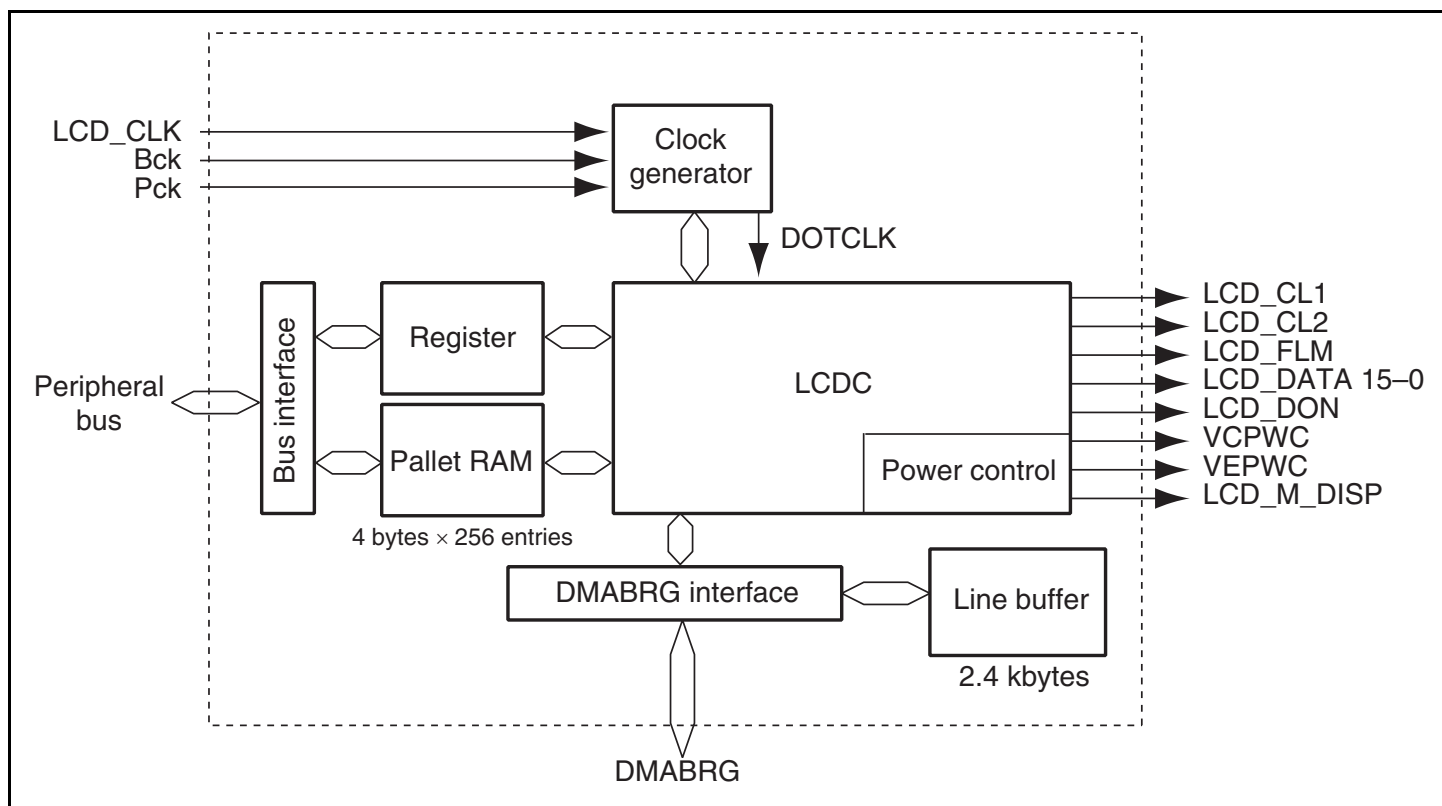 LCD_CLK
Bck
Pck
Clock
generator
DOTCLK
Peripheral
bus
Bus interface
Register
Pallet RAM
4 bytes × 256 entries
LCDC
Power control
LCD_CL1
LCD_CL2
LCD_FLM
LCD_DATA 15–0
LCD_DON
VCPWC
VEPWC
LCD_M_DISP
DMABRG interface
Line buffer
2.4 kbytes
DMABRG